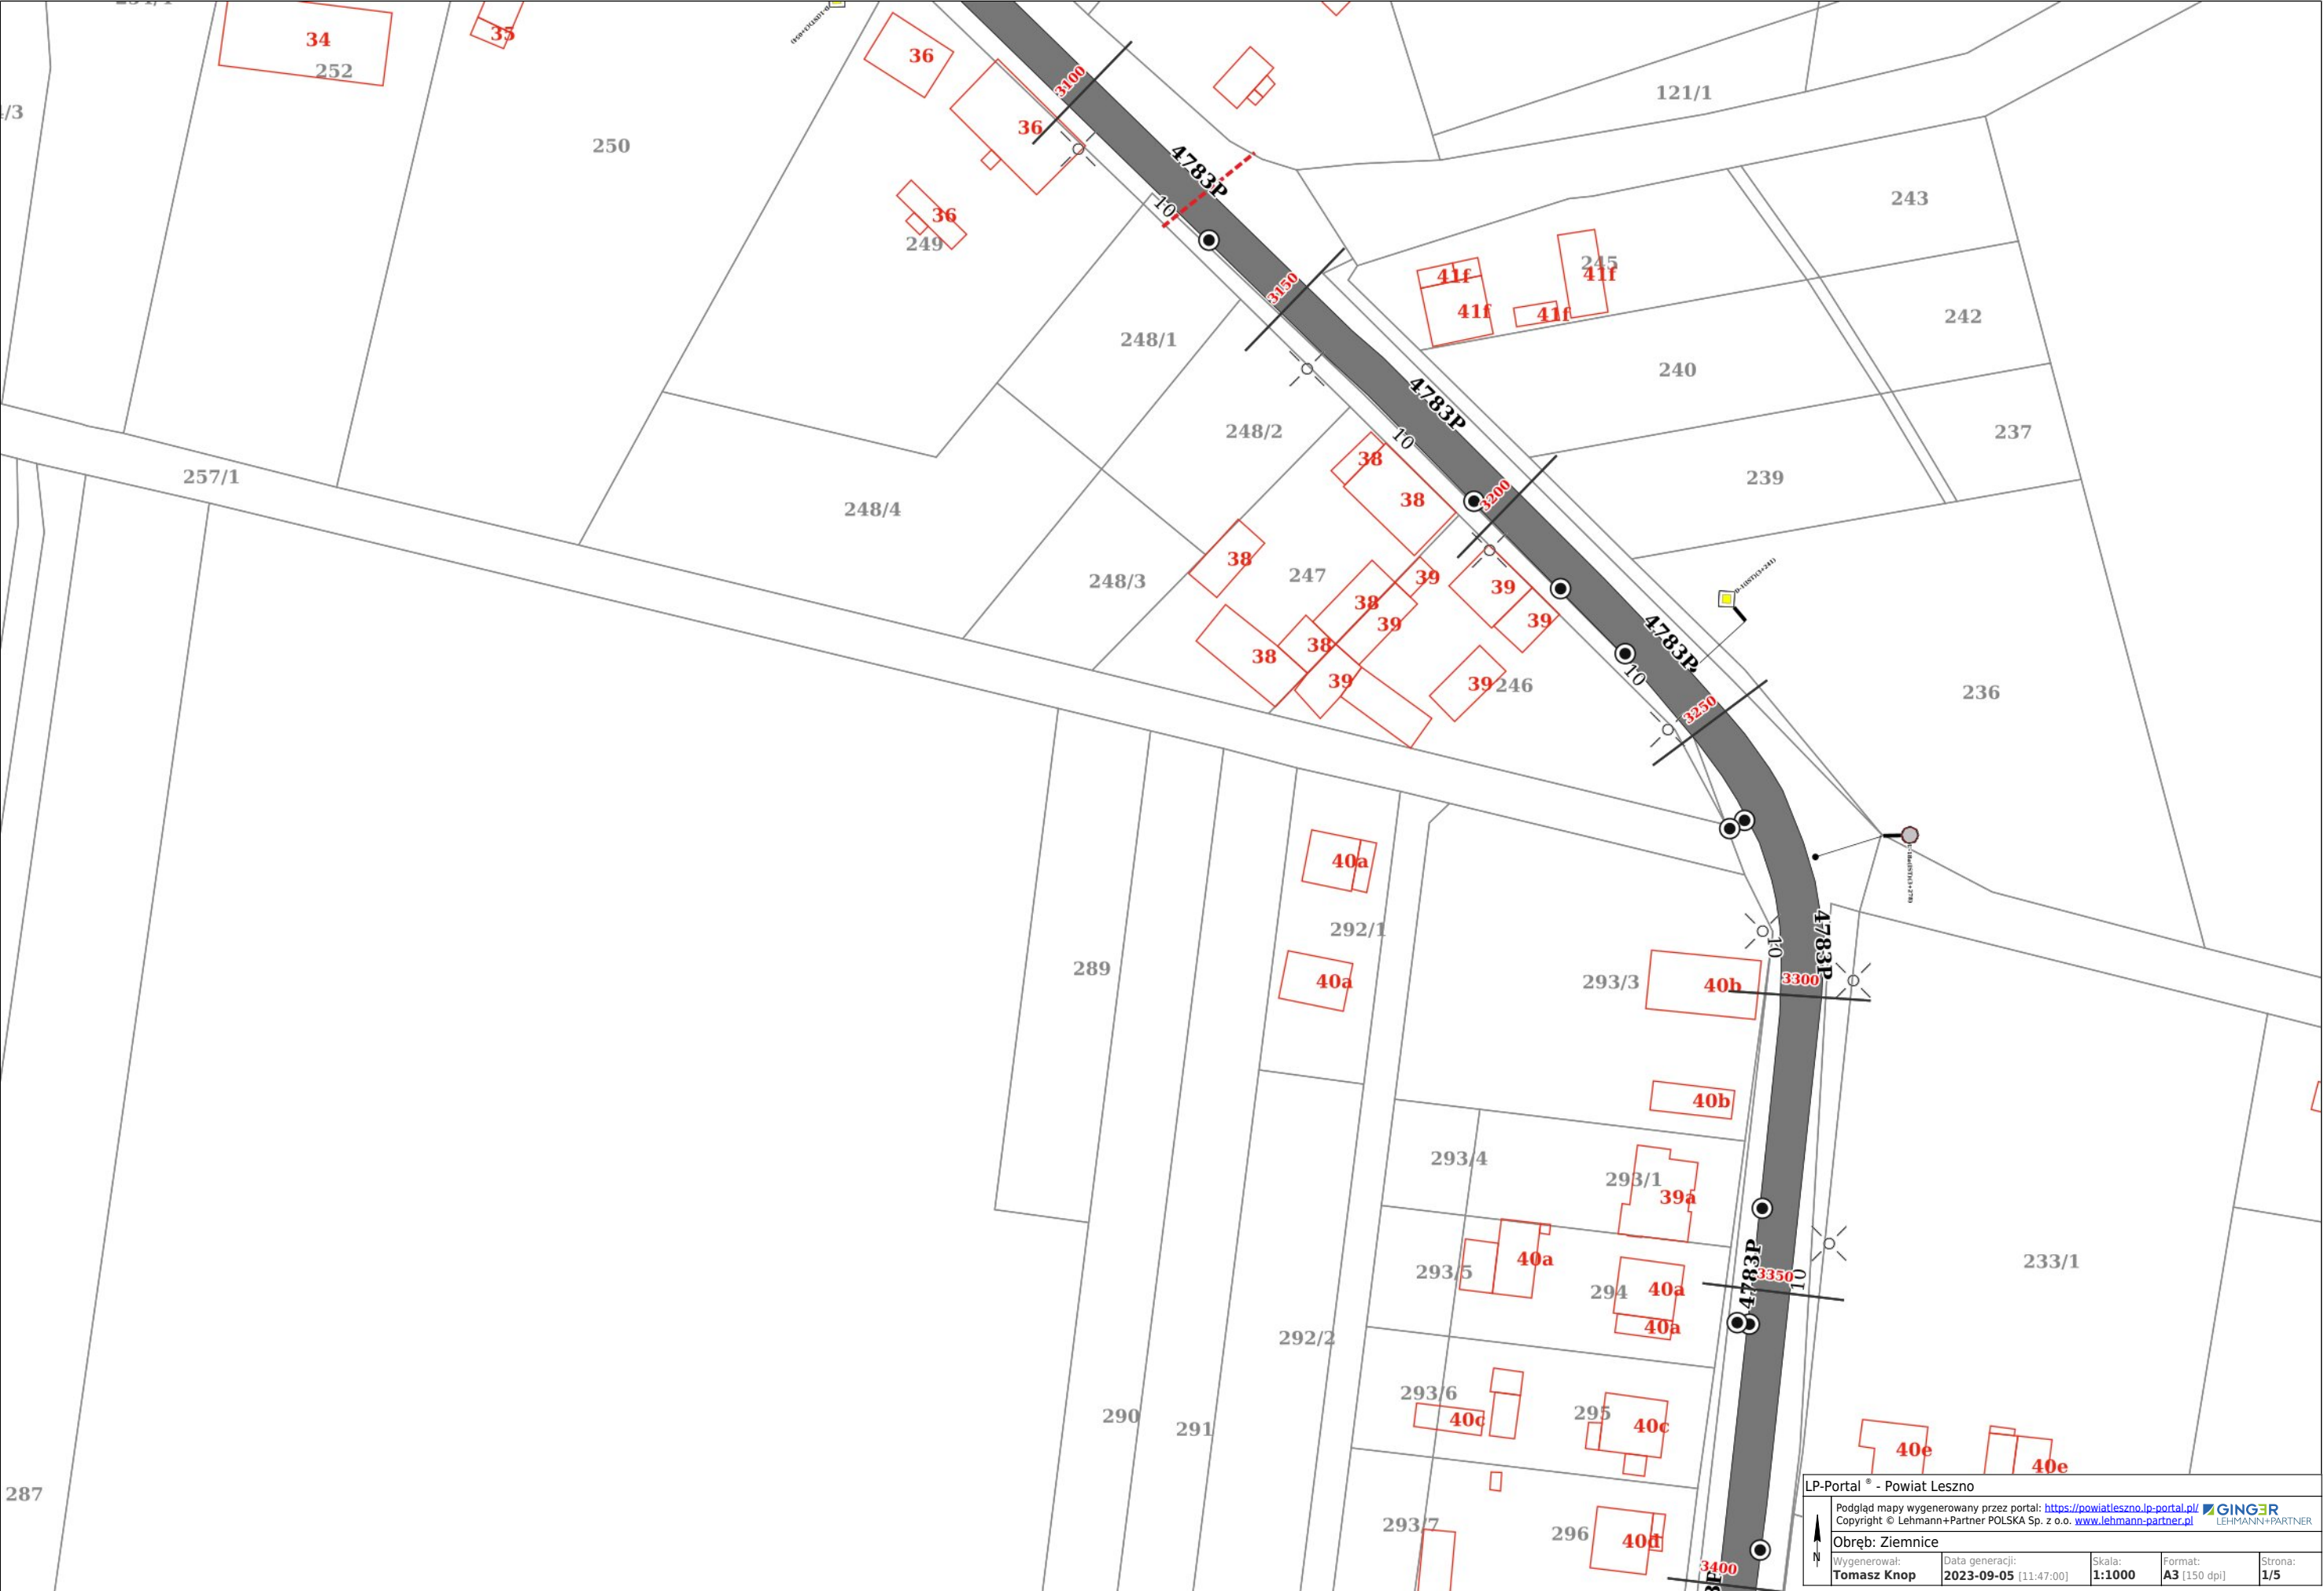 34
252
35
36
36
36
249
250
257/1
3100
4783P
10
3150
121/1
243
245
41f
41f
41f
41f
242
240
237
239
248/1
248/2
248/4
248/3
4783P
10
3200
38
38
38
247
38
38
38
39
39
39
39
39
39
246
4783P
10
3250
236
D-1(IST)(3+241)
40a
292/1
40a
289
293/3
40b
40b
4783P
10
3300
293/4
293/1
39a
293/5
40a
294
40a
40a
4783P
3350
10
233/1
292/2
293/6
40c
295
40c
290
291
287
293/7
296
40d
3400
40e
40e
LP-Portal ® - Powiat Leszno
Podgląd mapy wygenerowany przez portal: https://powiatleszno.lp-portal.pl/
Copyright © Lehmann+Partner POLSKA Sp. z o.o. www.lehmann-partner.pl
GINGER
LEHMANN+PARTNER
N
Obręb: Ziemnice
Wygenerował: Tomasz Knop
Data generacji: 2023-09-05 [11:47:00]
Skala: 1:1000
Format: A3 [150 dpi]
Strona: 1/5